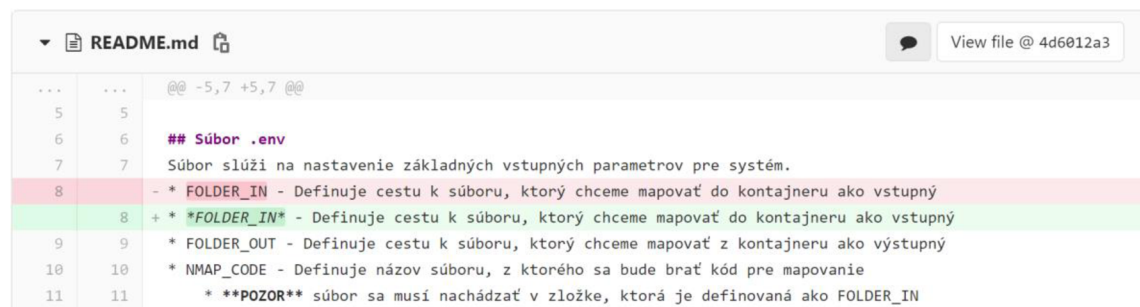 README.md View file @ 4d6012a3
... ... @@ -5,7 +5,7 @@
5 5
6 6 ## Súbor .env
7 7 Súbor slúži na nastavenie základných vstupných parametrov pre systém.
8 - * FOLDER_IN - Definuje cestu k súboru, ktorý chceme mapovať do kontajneru ako vstupný
8 + * *FOLDER_IN* - Definuje cestu k súboru, ktorý chceme mapovať do kontajneru ako vstupný
9 9 * FOLDER_OUT - Definuje cestu k súboru, ktorý chceme mapovať z kontajneru ako výstupný
10 10 * NMAP_CODE - Definuje názov súboru, z ktorého sa bude brať kód pre mapovanie
11 11 * **POZOR** súbor sa musí nachádzať v zložke, ktorá je definovaná ako FOLDER_IN